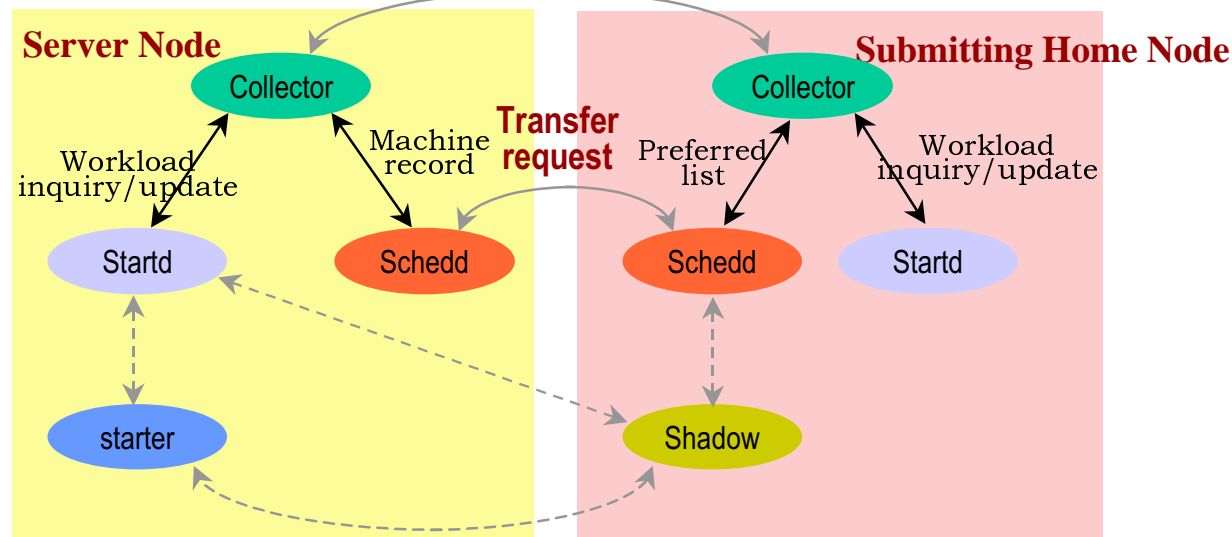 Server Node
Submitting Home Node
Collector
Collector
Transfer
request
Machine
record
Workload
inquiry/update
Preferred
list
Workload
inquiry/update
Startd
Schedd
Schedd
Startd
starter
Shadow